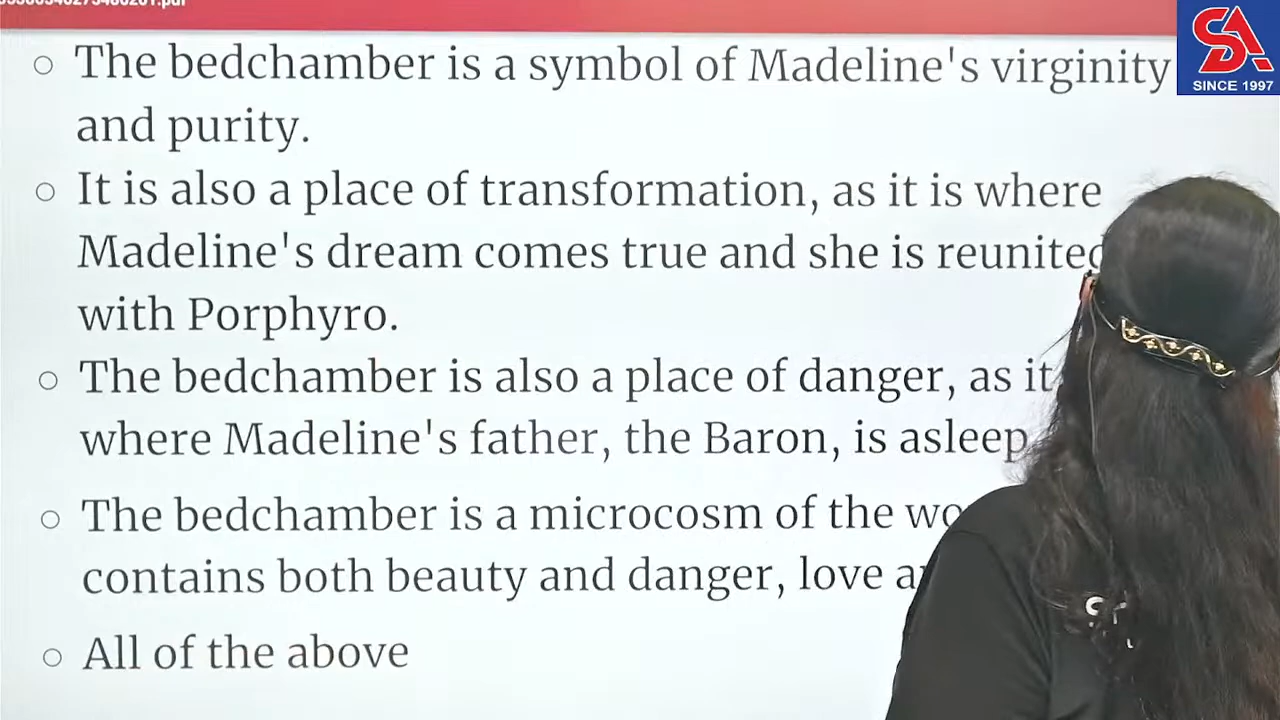 The bedchamber is a symbol of Madeline's virginity
and purity.
It is also a place of transformation, as it is where
Madeline's dream comes true and she is reunited
with Porphyro.
The bedchamber is also a place of danger, as it
where Madeline's father, the Baron, is asleep
The bedchamber is a microcosm of the
contains both beauty and danger, love
All of the above
SA
SINCE 1997